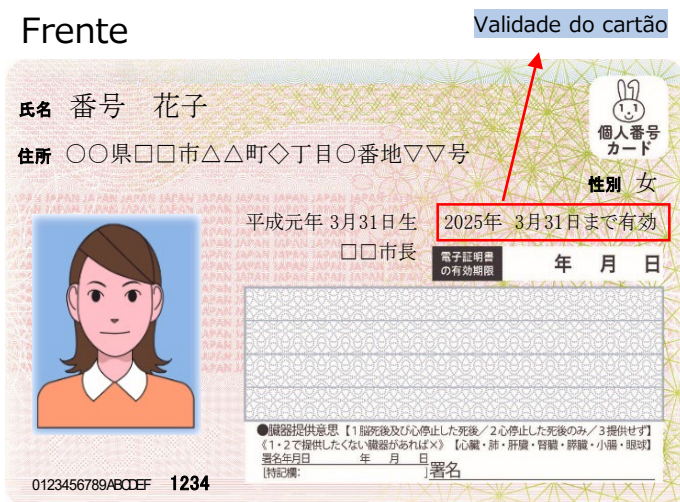 Frente
Validade do cartão
氏名 番号 花子
個人番号
カード
住所 ○○県□□市△△町◇丁目○番地▽▽号
性別 女
平成元年 3月31日生 2025年 3月31日まで有効
□□市長
電子証明書
の有効期限
年 月 日
●臓器提供意思【1脳死後及び心停止した死後／2心停止した死後のみ／3提供せず】
《1・2で提供したくない臓器があれば×》【心臓・肺・肝臓・腎臓・膵臓・小腸・眼球】
署名年月日 年 月 日
[特記欄: ]署名
0123456789ABCDEF 1234